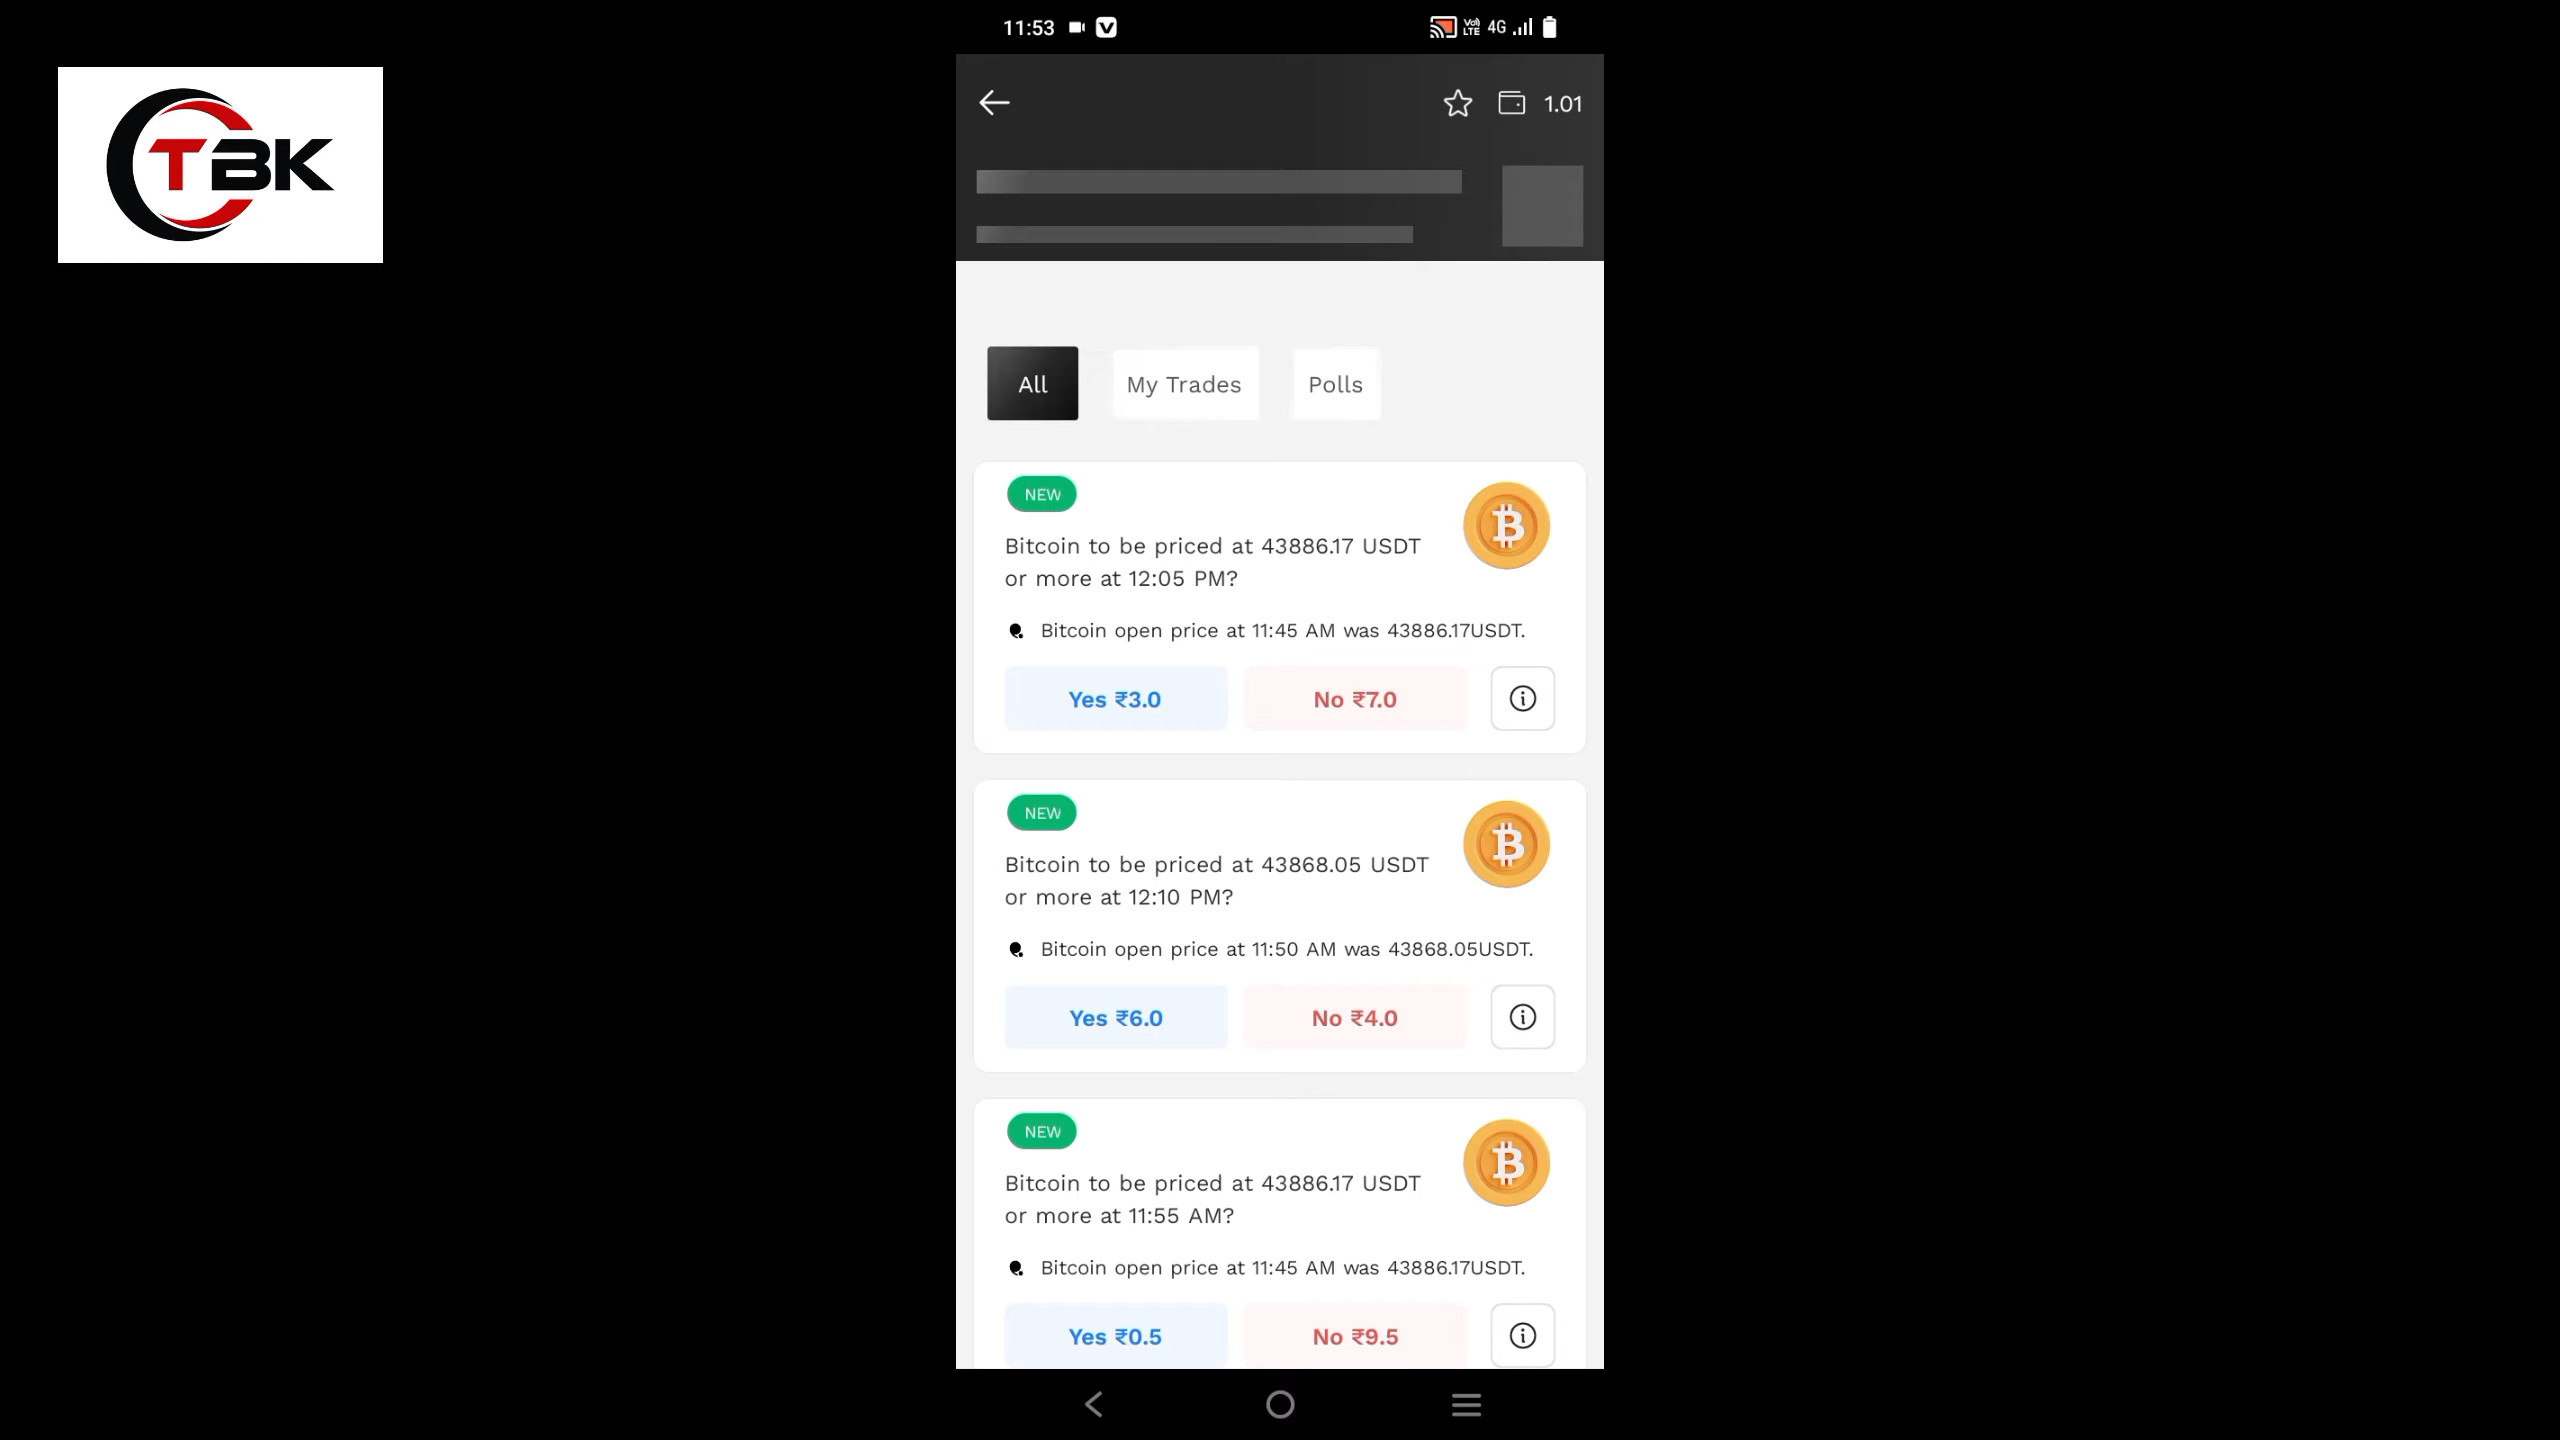 11:53
VoLTE 4G
TBK
1.01
All
My Trades
Polls
NEW
Bitcoin to be priced at 43886.17 USDT
or more at 12:05 PM?
Bitcoin open price at 11:45 AM was 43886.17USDT.
Yes ₹3.0
No ₹7.0
NEW
Bitcoin to be priced at 43868.05 USDT
or more at 12:10 PM?
Bitcoin open price at 11:50 AM was 43868.05USDT.
Yes ₹6.0
No ₹4.0
NEW
Bitcoin to be priced at 43886.17 USDT
or more at 11:55 AM?
Bitcoin open price at 11:45 AM was 43886.17USDT.
Yes ₹0.5
No ₹9.5